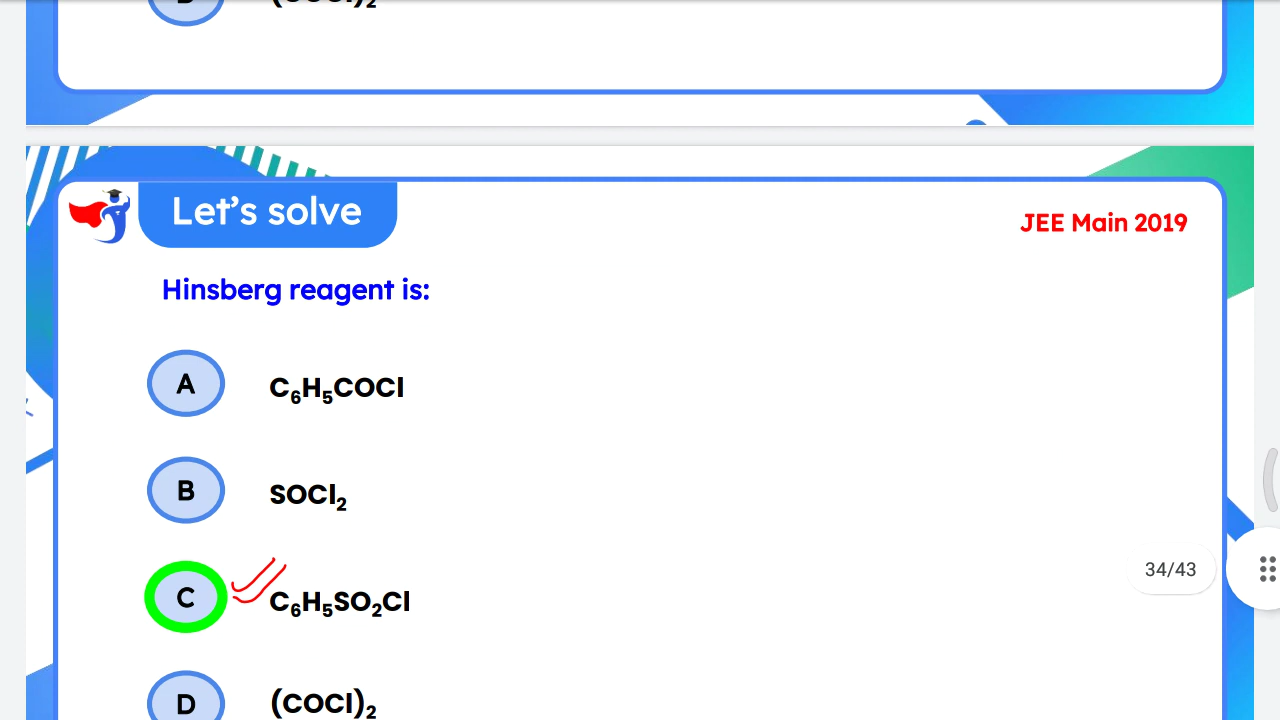 Let's solve
JEE Main 2019
Hinsberg reagent is:
A C₆H₅COCl
B SOCl₂
C C₆H₅SO₂Cl
34/43
D (COCl)₂